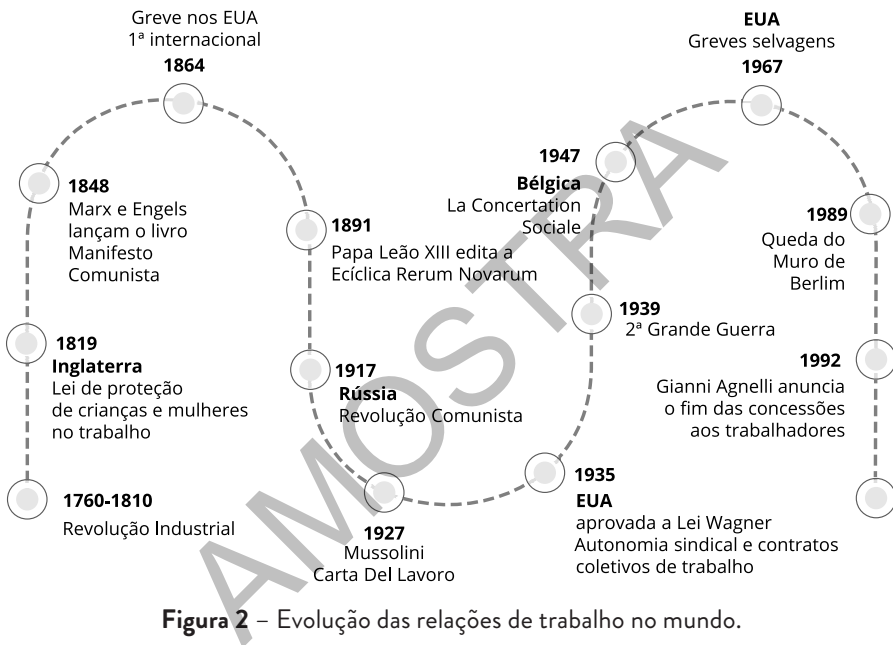 Greve nos EUA
1ª internacional
1864
1848
Marx e Engels
lançam o livro
Manifesto
Comunista
1819
Inglaterra
Lei de proteção
de crianças e mulheres
no trabalho
1760-1810
Revolução Industrial
1891
Papa Leão XIII edita a
Ecíclica Rerum Novarum
1917
Rússia
Revolução Comunista
1927
Mussolini
Carta Del Lavoro
1935
EUA
aprovada a Lei Wagner
Autonomia sindical e contratos
coletivos de trabalho
1939
2ª Grande Guerra
1947
Bélgica
La Concertation
Sociale
EUA
Greves selvagens
1967
1989
Queda do
Muro de
Berlim
1992
Gianni Agnelli anuncia
o fim das concessões
aos trabalhadores
AMOSTRA
Figura 2 – Evolução das relações de trabalho no mundo.